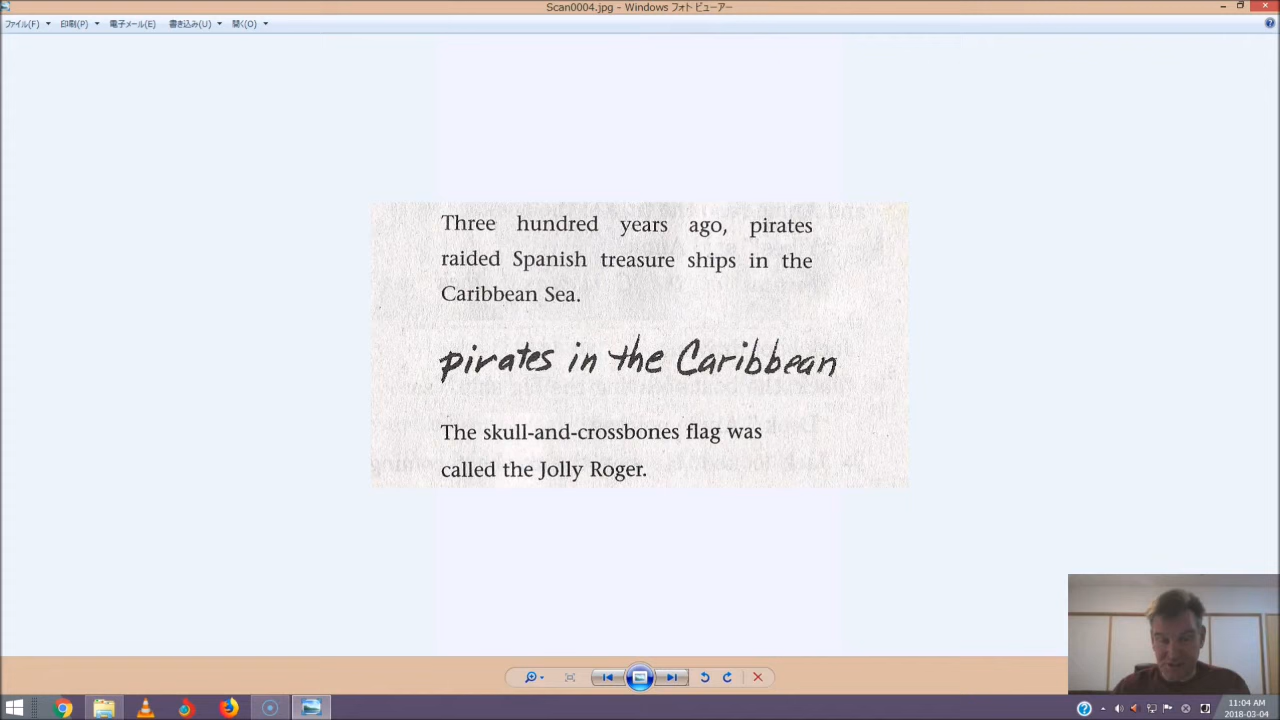 Scan0004.jpg - Windows フォト ビューアー
ファイル(F) 印刷(P) 電子メール(E) 書き込み(U) 開く(O)
Three hundred years ago, pirates
raided Spanish treasure ships in the
Caribbean Sea.
pirates in the Caribbean
The skull-and-crossbones flag was
called the Jolly Roger.
11:04 AM
2018-03-04